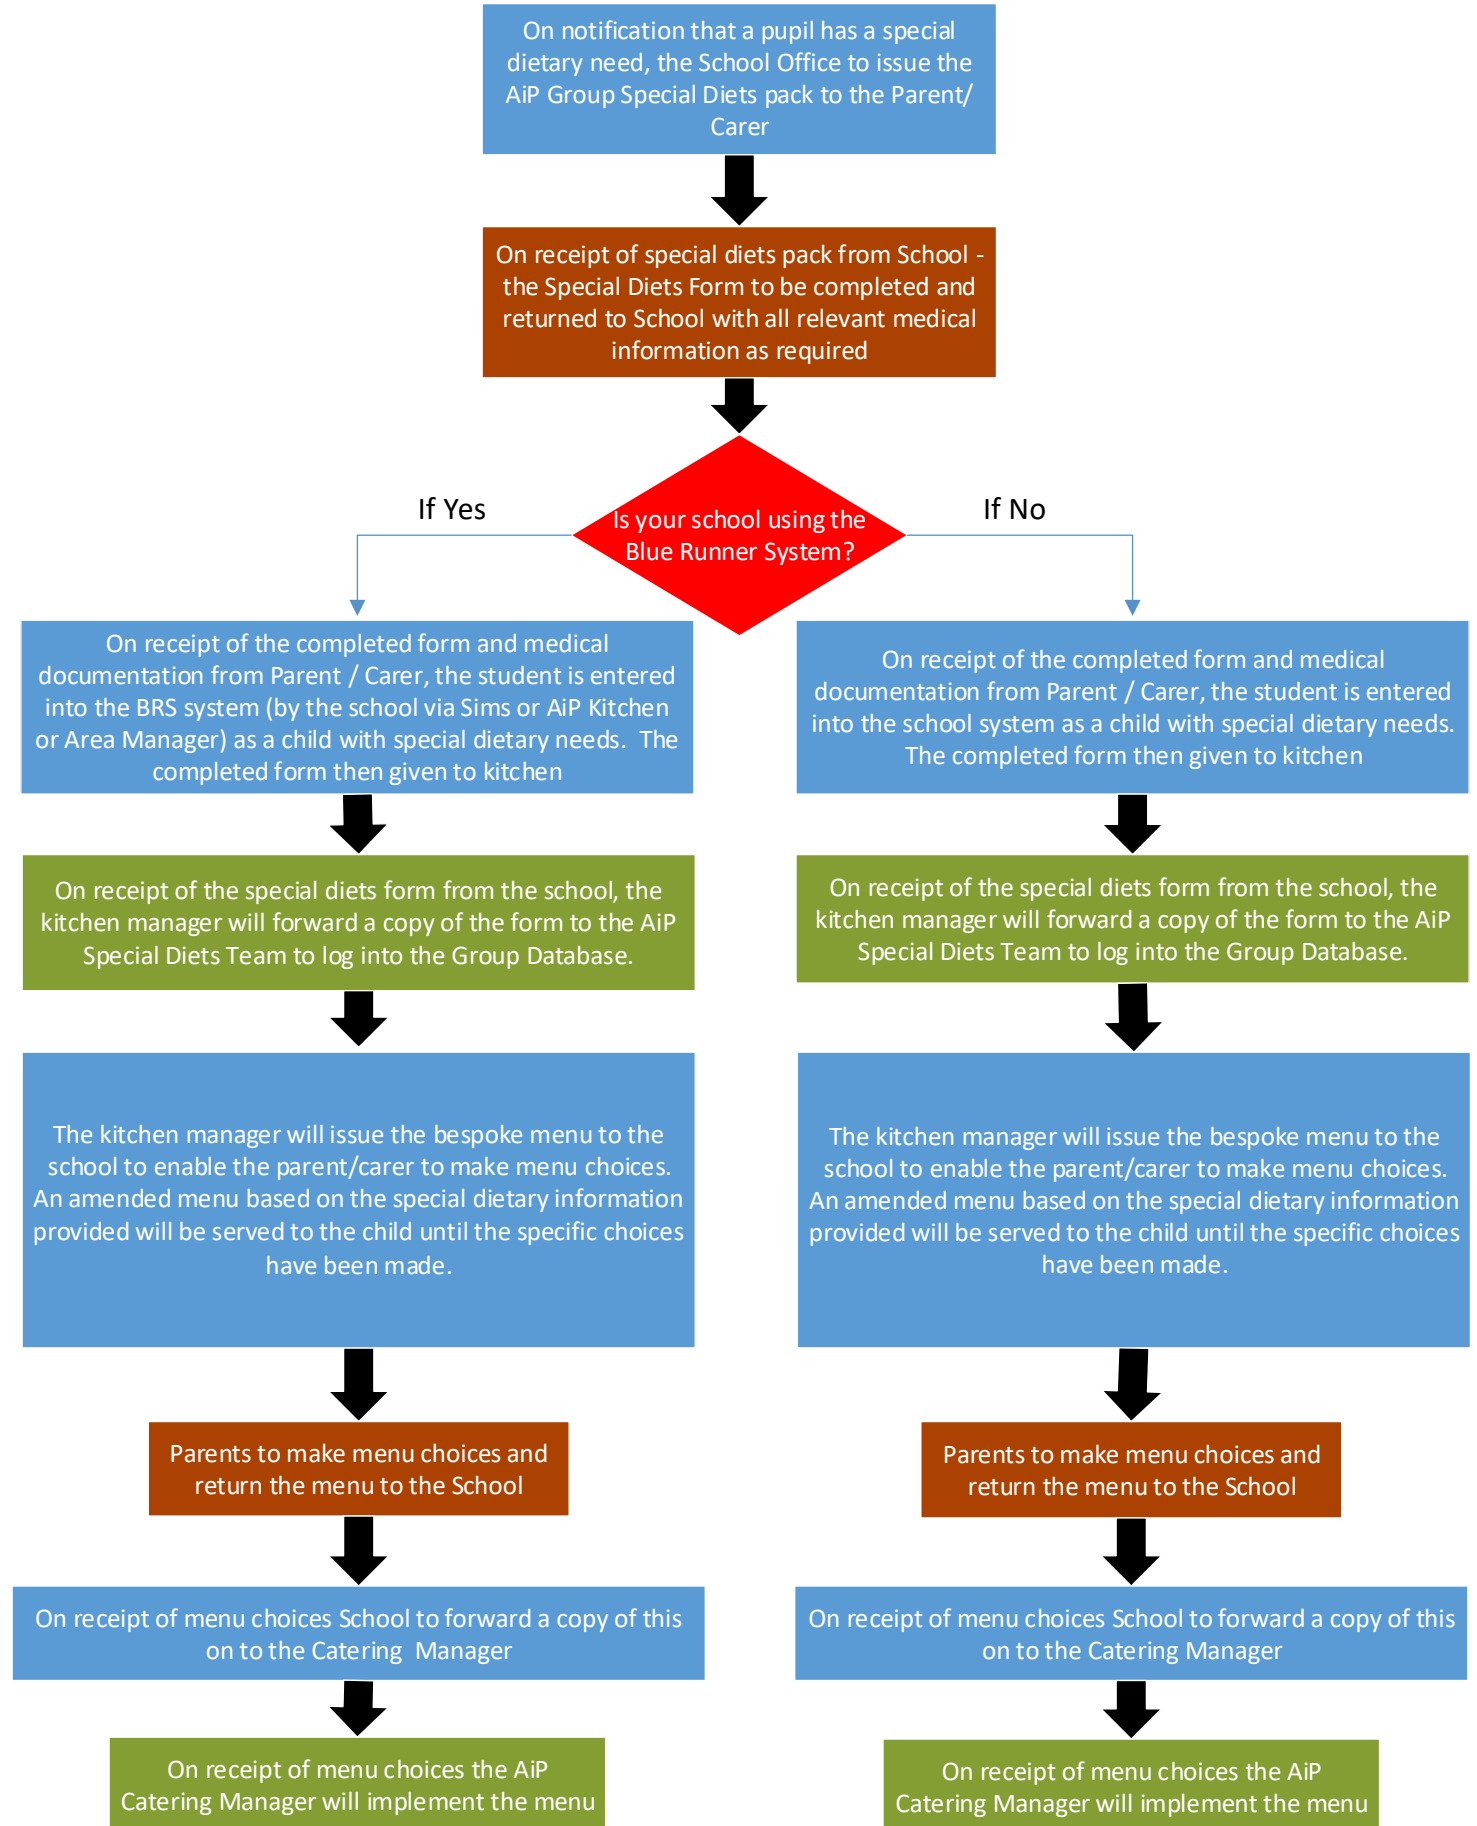 On notification that a pupil has a special
dietary need, the School Office to issue the
AiP Group Special Diets pack to the Parent/
Carer
On receipt of special diets pack from School -
the Special Diets Form to be completed and
returned to School with all relevant medical
information as required
Is your school using the
Blue Runner System?
If Yes
On receipt of the completed form and medical
documentation from Parent / Carer, the student is entered
into the BRS system (by the school via Sims or AiP Kitchen
or Area Manager) as a child with special dietary needs.  The
completed form then given to kitchen
On receipt of the special diets form from the school, the
kitchen manager will forward a copy of the form to the AiP
Special Diets Team to log into the Group Database.
The kitchen manager will issue the bespoke menu to the
school to enable the parent/carer to make menu choices.
An amended menu based on the special dietary information
provided will be served to the child until the specific choices
have been made.
Parents to make menu choices and
return the menu to the School
On receipt of menu choices School to forward a copy of this
on to the Catering  Manager
On receipt of menu choices the AiP
Catering Manager will implement the menu
If No
On receipt of the completed form and medical
documentation from Parent / Carer, the student is entered
into the school system as a child with special dietary needs.
The completed form then given to kitchen
On receipt of the special diets form from the school, the
kitchen manager will forward a copy of the form to the AiP
Special Diets Team to log into the Group Database.
The kitchen manager will issue the bespoke menu to the
school to enable the parent/carer to make menu choices.
An amended menu based on the special dietary information
provided will be served to the child until the specific choices
have been made.
Parents to make menu choices and
return the menu to the School
On receipt of menu choices School to forward a copy of this
on to the Catering Manager
On receipt of menu choices the AiP
Catering Manager will implement the menu